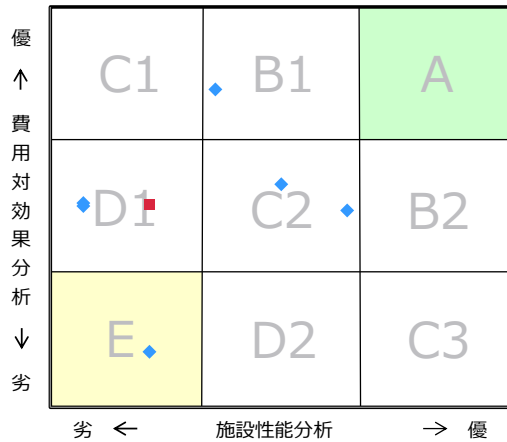 優
↑
費用対効果分析
↓
劣
C1 B1 A
D1 C2 B2
E D2 C3
劣 ← 施設性能分析 → 優